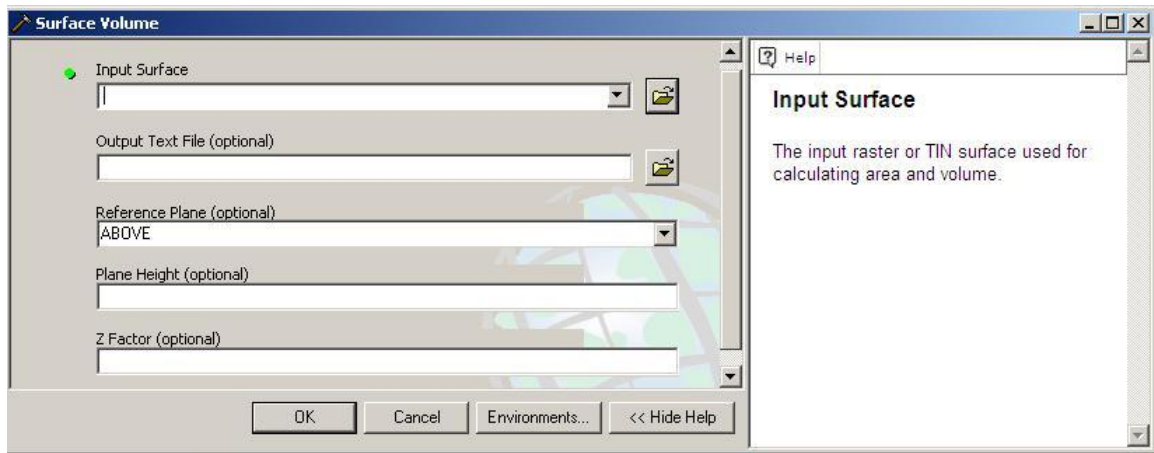 Surface Volume
Input Surface
Output Text File (optional)
Reference Plane (optional)
ABOVE
Plane Height (optional)
Z Factor (optional)
OK Cancel Environments... << Hide Help
Help
Input Surface
The input raster or TIN surface used for
calculating area and volume.